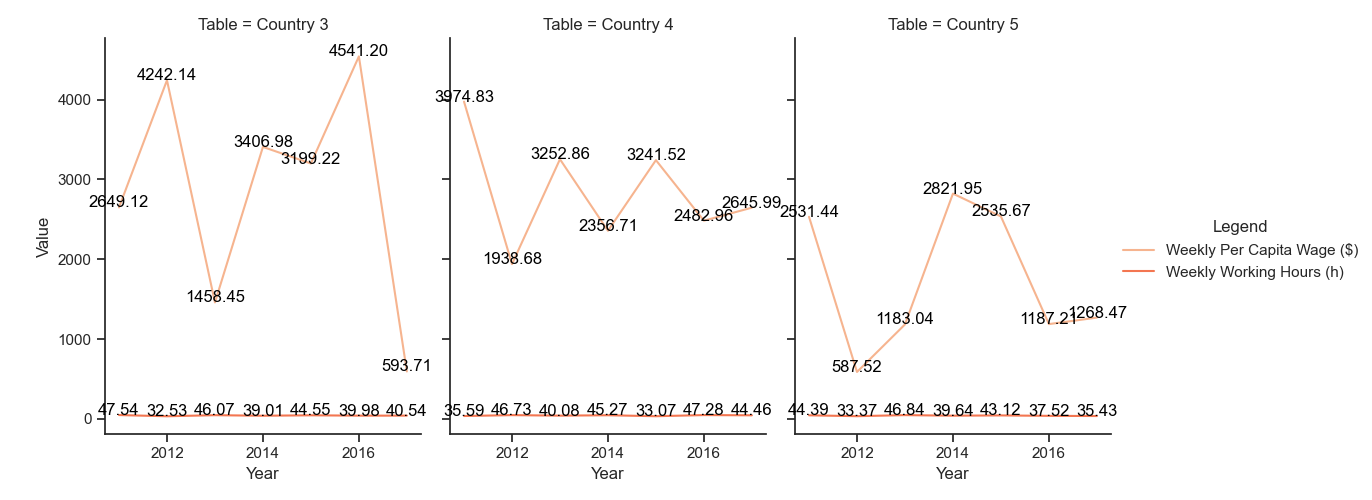 Table = Country 3
Table = Country 4
Table = Country 5
Value
4000
3000
2000
1000
0
2649.12
4242.14
1458.45
3406.98
3199.22
4541.20
593.71
47.54 32.53 46.07 39.01 44.55 39.98 40.54
2012 2014 2016
Year
3974.83
1938.68
3252.86
2356.71
3241.52
2482.96
2645.99
35.59 46.73 40.08 45.27 33.07 47.28 44.46
2012 2014 2016
Year
2531.44
587.52
1183.04
2821.95
2535.67
1187.21
1268.47
44.39 33.37 46.84 39.64 43.12 37.52 35.43
2012 2014 2016
Year
Legend
Weekly Per Capita Wage ($)
Weekly Working Hours (h)